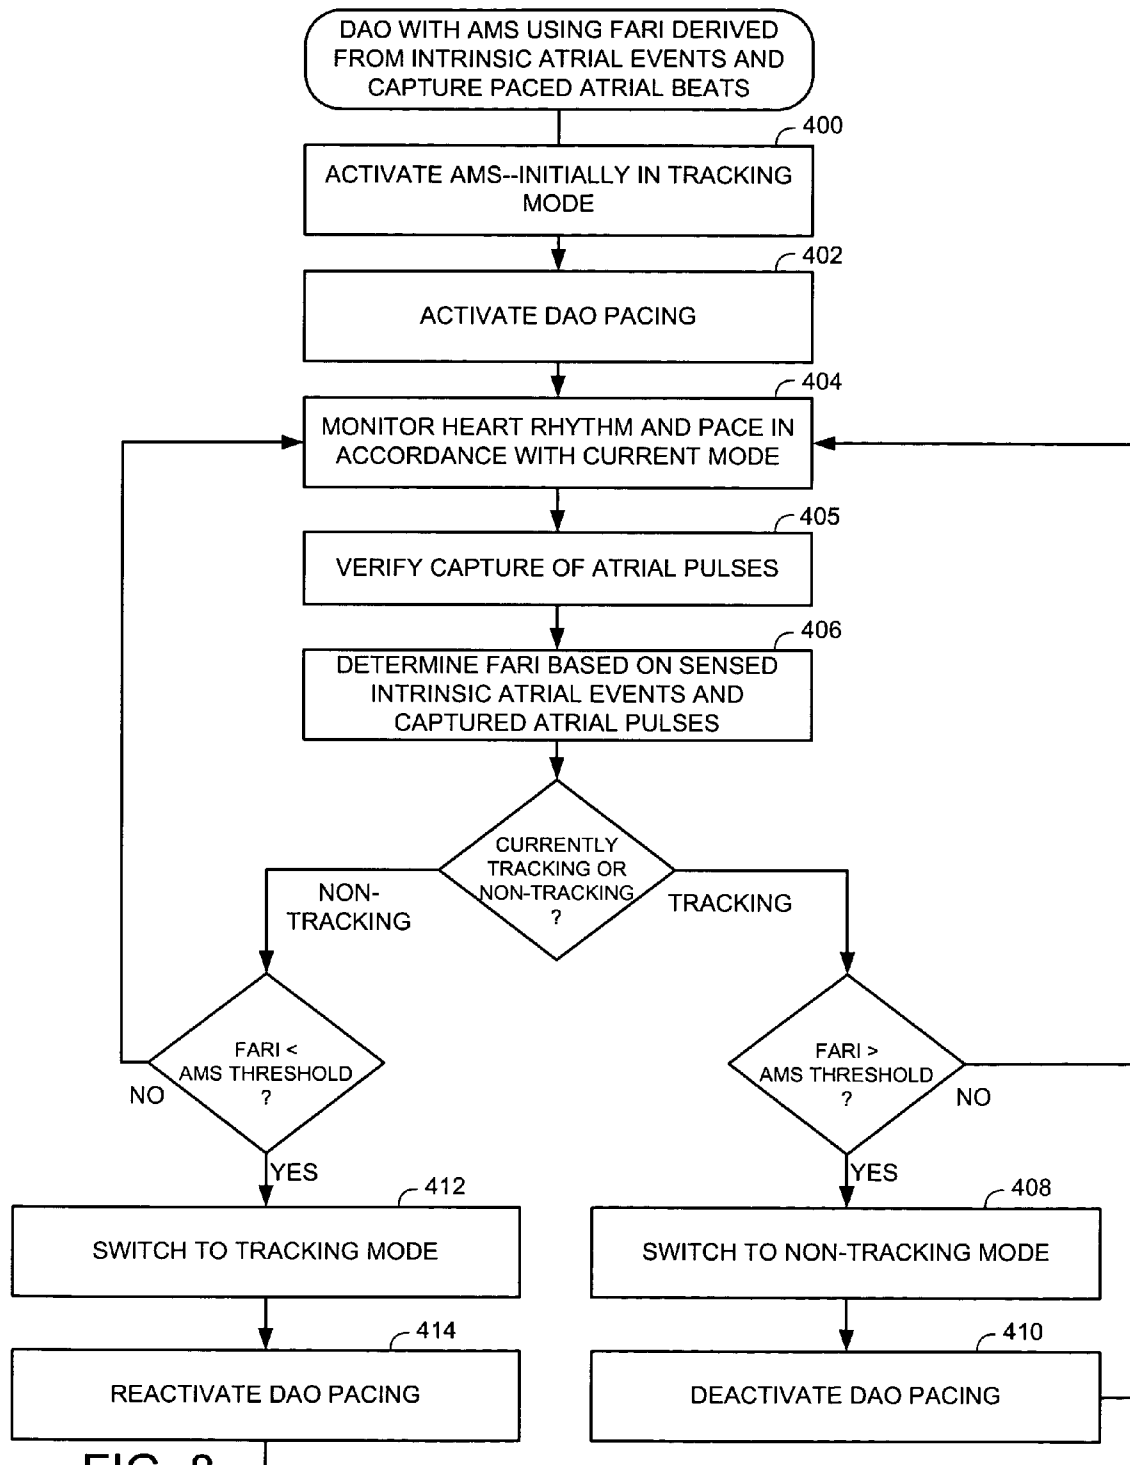 DAO WITH AMS USING FARI DERIVED
FROM INTRINSIC ATRIAL EVENTS AND
CAPTURE PACED ATRIAL BEATS
400
ACTIVATE AMS--INITIALLY IN TRACKING
MODE
402
ACTIVATE DAO PACING
404
MONITOR HEART RHYTHM AND PACE IN
ACCORDANCE WITH CURRENT MODE
405
VERIFY CAPTURE OF ATRIAL PULSES
406
DETERMINE FARI BASED ON SENSED
INTRINSIC ATRIAL EVENTS AND
CAPTURED ATRIAL PULSES
CURRENTLY
TRACKING OR
NON-TRACKING
?
NON-
TRACKING
TRACKING
FARI <
AMS THRESHOLD
?
NO
YES
FARI >
AMS THRESHOLD
?
NO
YES
412
SWITCH TO TRACKING MODE
408
SWITCH TO NON-TRACKING MODE
414
REACTIVATE DAO PACING
410
DEACTIVATE DAO PACING
FIG. 8